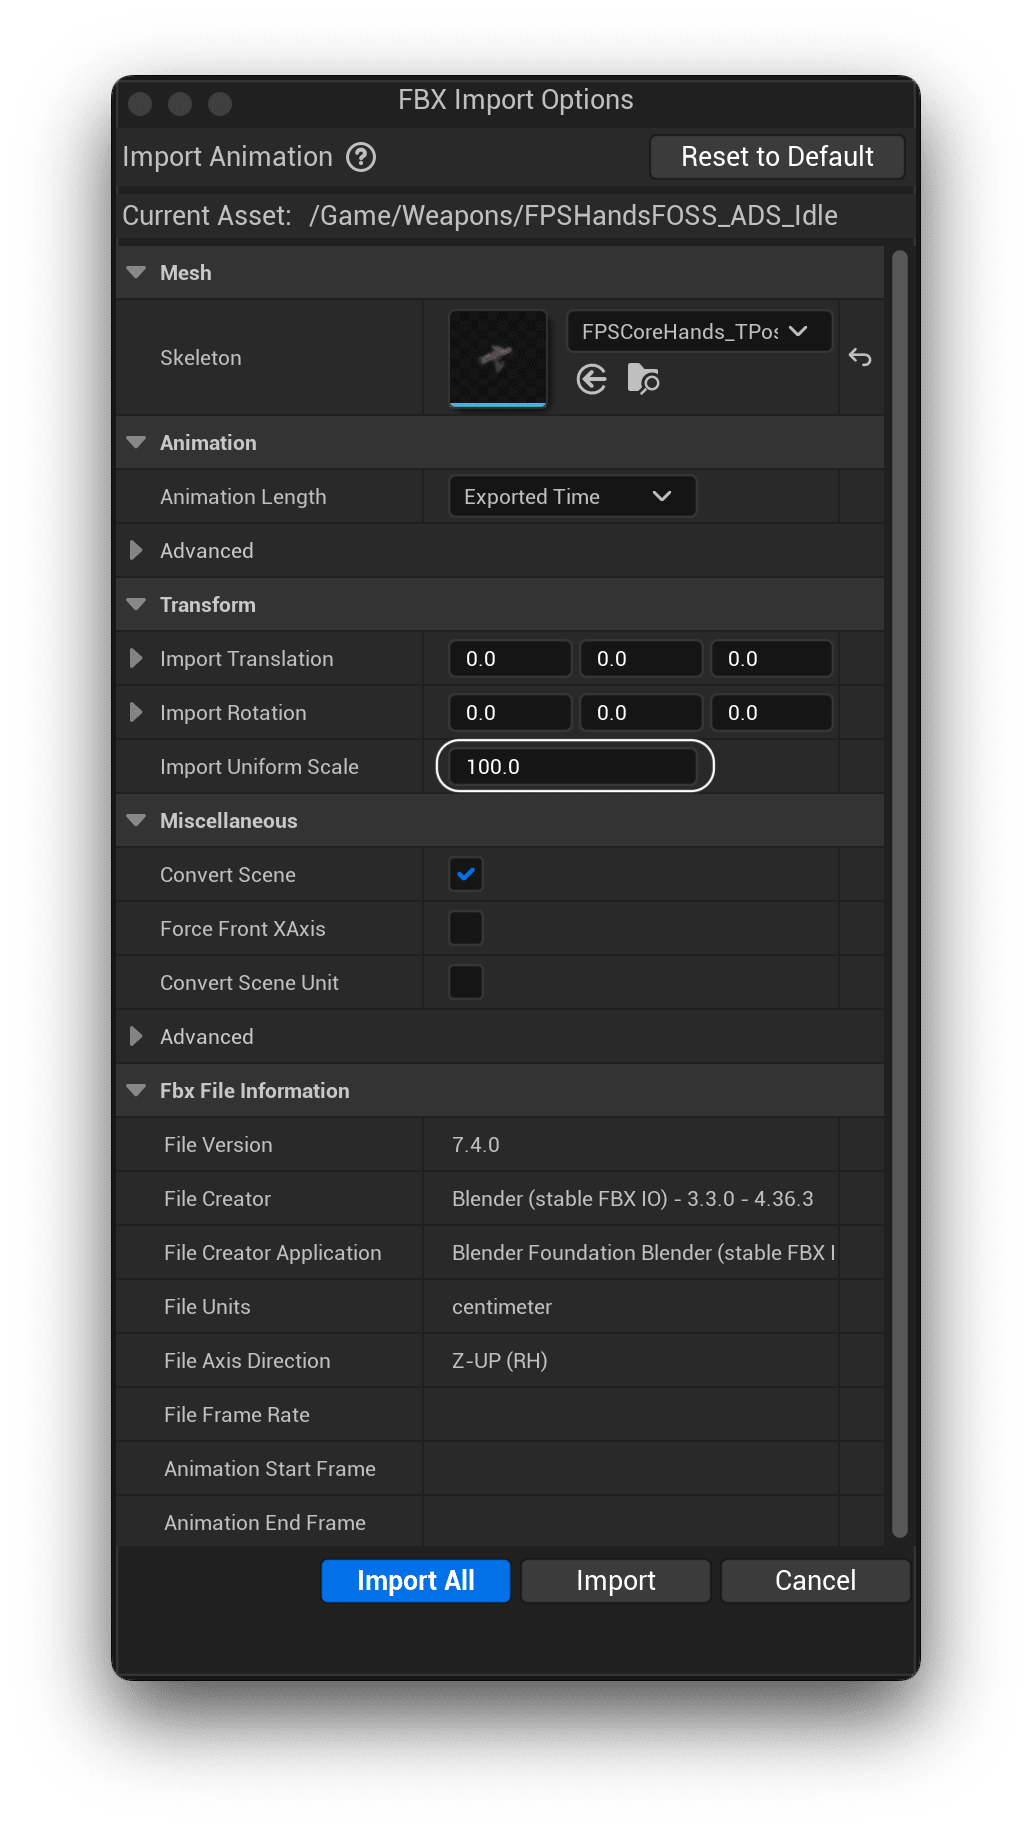 FBX Import Options
Import Animation ? Reset to Default
Current Asset: /Game/Weapons/FPSHandsFOSS_ADS_Idle
Mesh
Skeleton FPSCoreHands_TPos
Animation
Animation Length Exported Time
Advanced
Transform
Import Translation 0.0 0.0 0.0
Import Rotation 0.0 0.0 0.0
Import Uniform Scale 100.0
Miscellaneous
Convert Scene
Force Front XAxis
Convert Scene Unit
Advanced
Fbx File Information
File Version 7.4.0
File Creator Blender (stable FBX IO) - 3.3.0 - 4.36.3
File Creator Application Blender Foundation Blender (stable FBX I
File Units centimeter
File Axis Direction Z-UP (RH)
File Frame Rate
Animation Start Frame
Animation End Frame
Import All Import Cancel